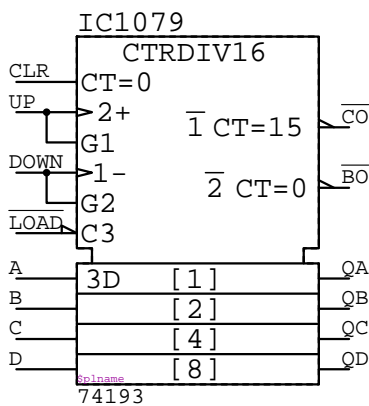 IC1079
CTRDIV16
CLR CT=0
UP 2+
1 CT=15 CO
G1
DOWN 1-
2 CT=0 BO
G2
LOAD C3
A 3D [1] QA
B [2] QB
C [4] QC
D [8] QD
$plname
74193